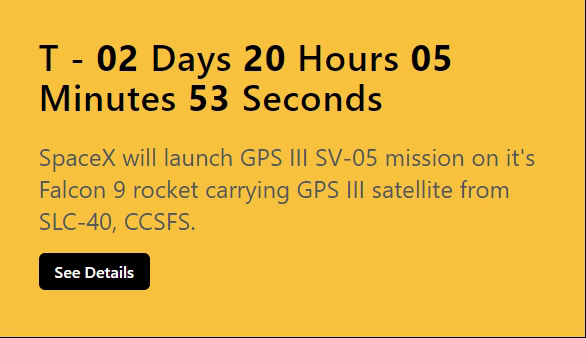 T - 02 Days 20 Hours 05
Minutes 53 Seconds
SpaceX will launch GPS III SV-05 mission on it's
Falcon 9 rocket carrying GPS III satellite from
SLC-40, CCSFS.
See Details